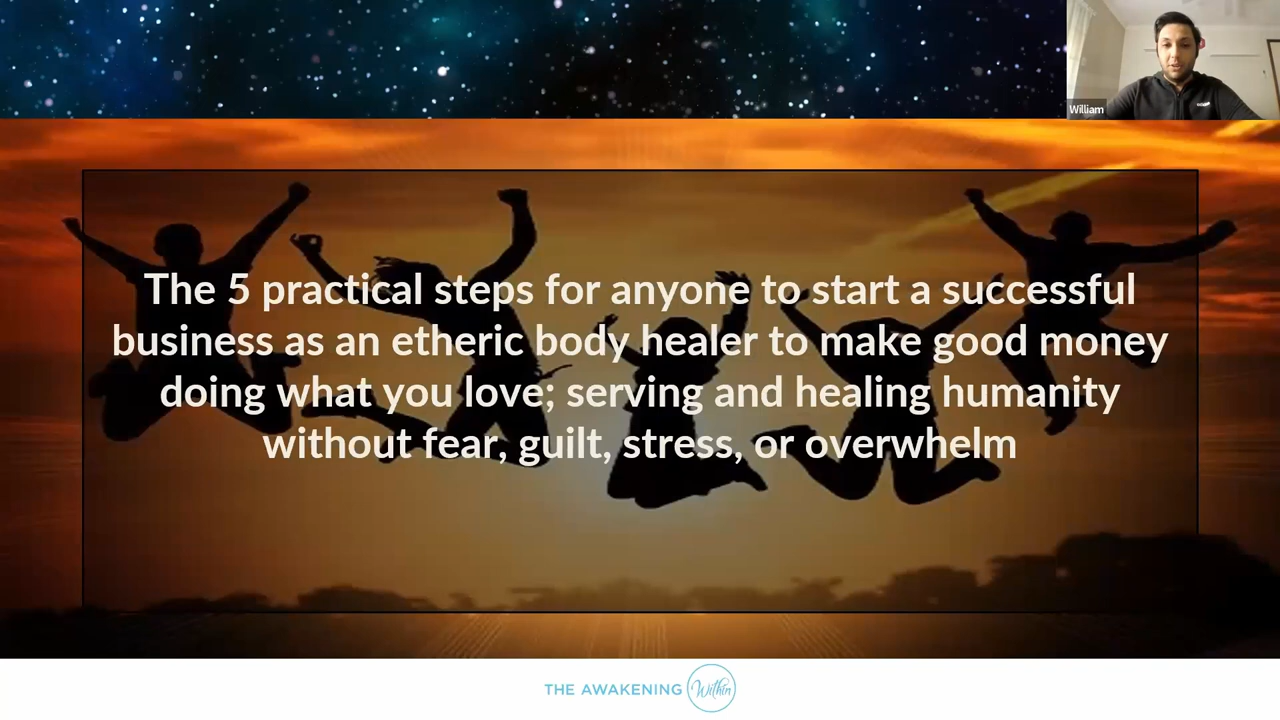 William
The 5 practical steps for anyone to start a successful
business as an etheric body healer to make good money
doing what you love; serving and healing humanity
without fear, guilt, stress, or overwhelm
THE AWAKENING Within